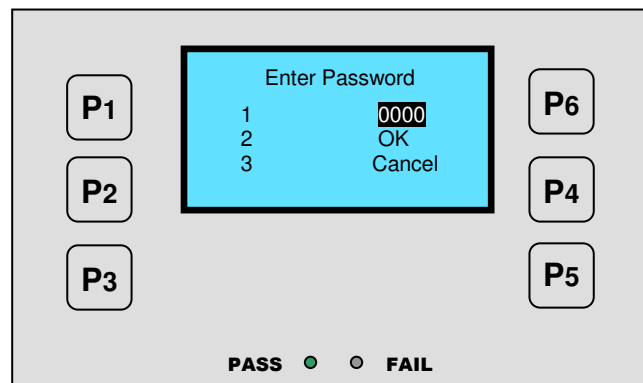 Enter Password
P1
1 0000
P6
2 OK
3 Cancel
P2
P4
P3
P5
PASS FAIL